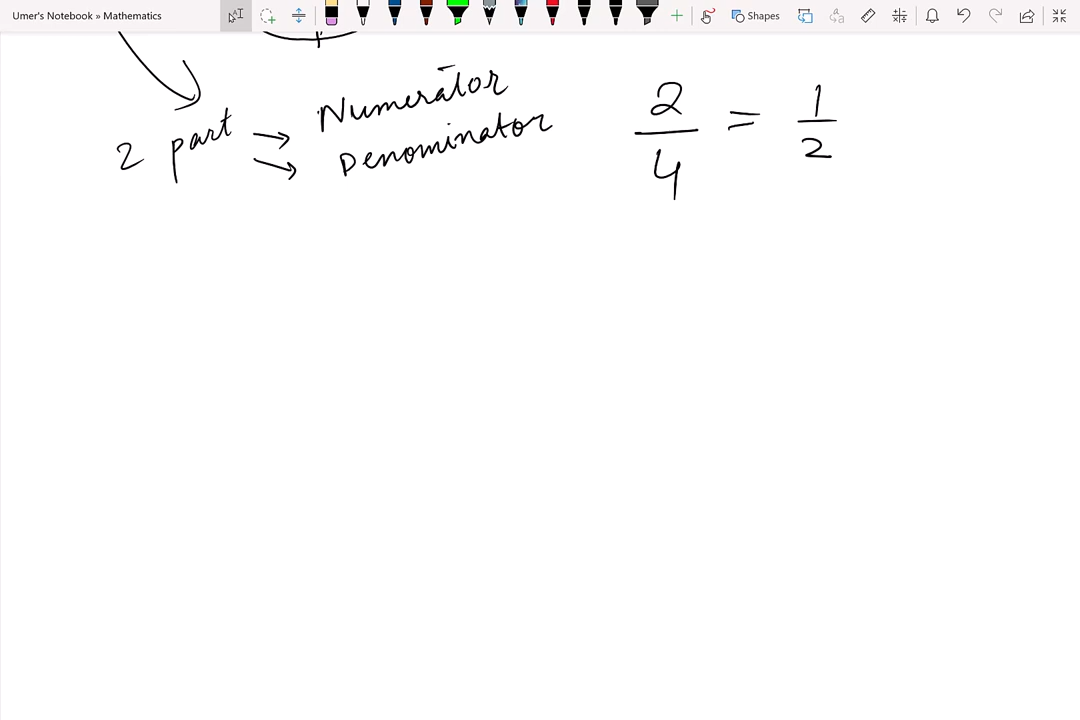 Umer's Notebook » Mathematics
Shapes
2 part → Numerator
→ Denominator
2/4 = 1/2